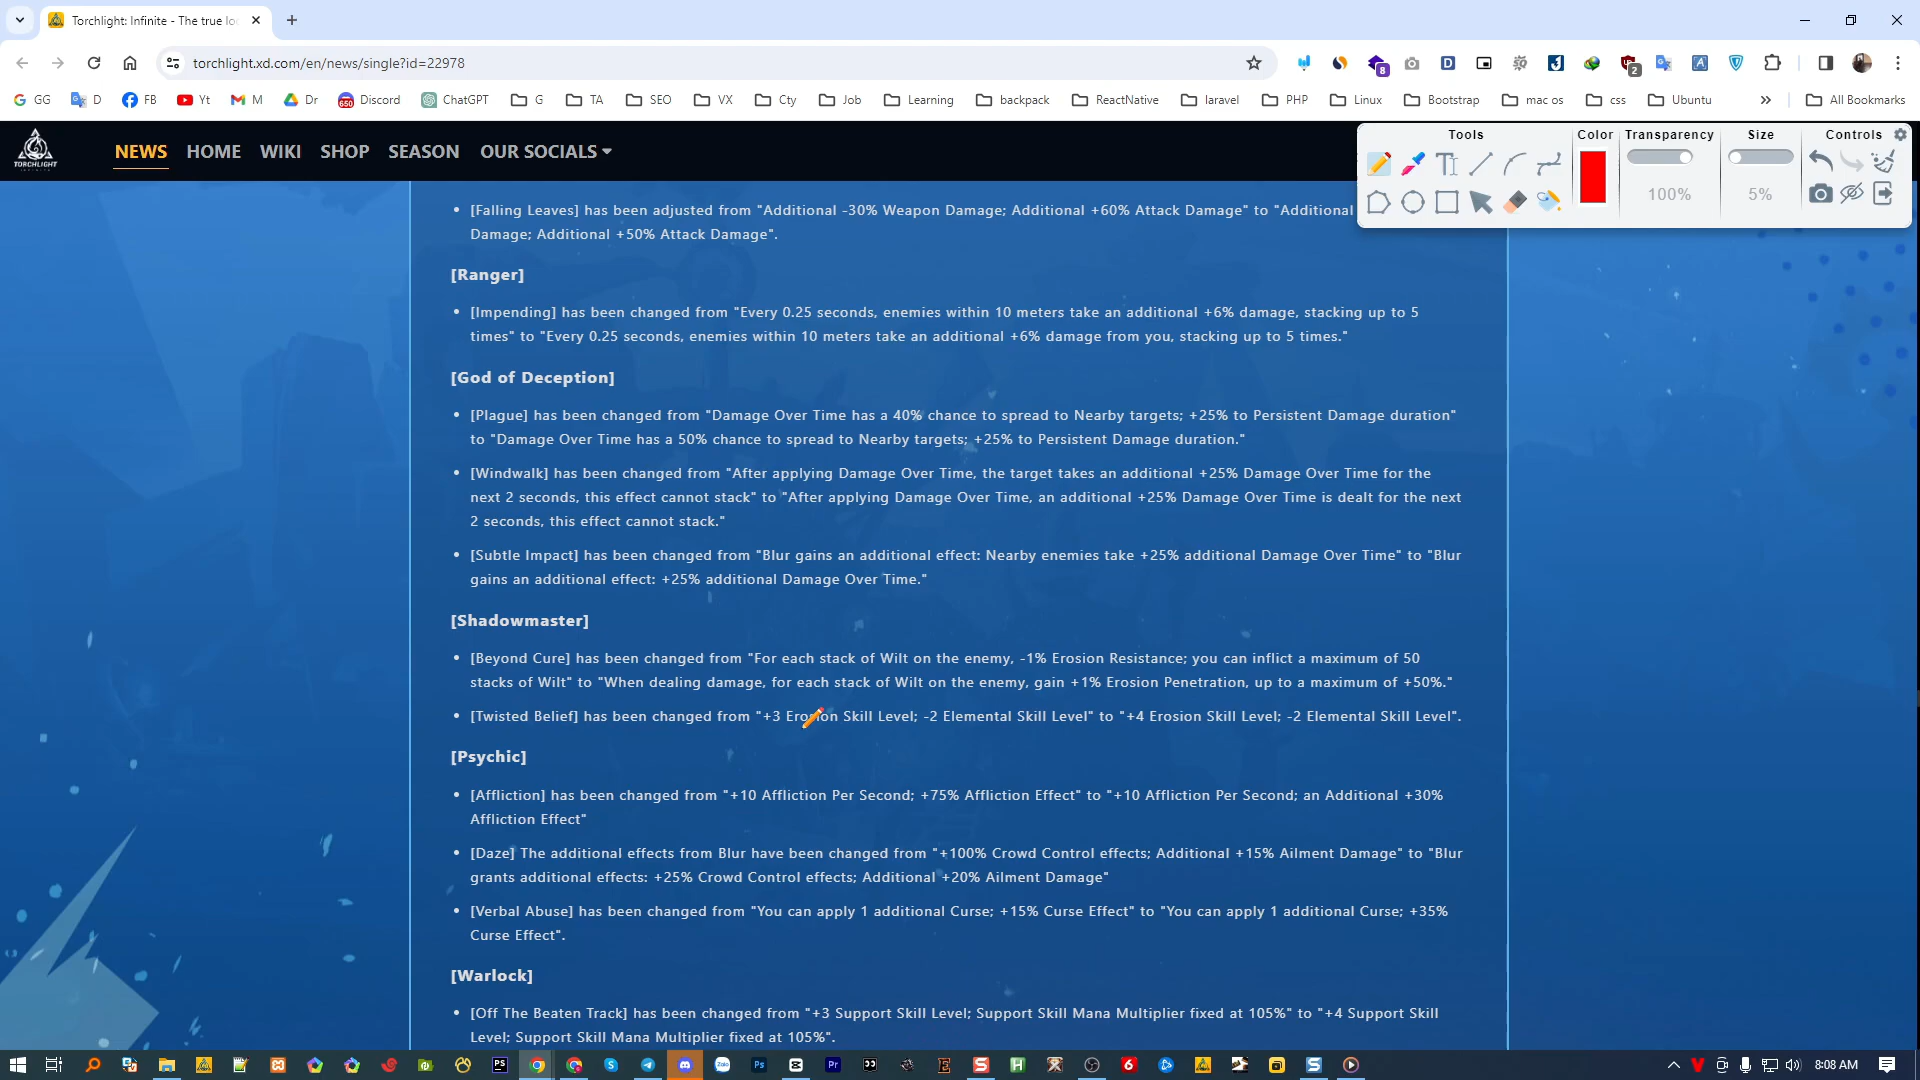 Torchlight: Infinite - The true lo
torchlight.xd.com/en/news/single?id=22978
8
2
GG
D
FB
Yt
M
Dr
650
Discord
ChatGPT
G
TA
SEO
VX
Cty
Job
Learning
backpack
ReactNative
laravel
PHP
Linux
Bootstrap
mac os
css
Ubuntu
All Bookmarks
Tools
Color
Transparency
Size
Controls
100%
5%
TORCHLIGHT
INFINITE
NEWS
HOME
WIKI
SHOP
SEASON
OUR SOCIALS
• [Falling Leaves] has been adjusted from "Additional -30% Weapon Damage; Additional +60% Attack Damage" to "Additional
Damage; Additional +50% Attack Damage".
[Ranger]
• [Impending] has been changed from "Every 0.25 seconds, enemies within 10 meters take an additional +6% damage, stacking up to 5
times" to "Every 0.25 seconds, enemies within 10 meters take an additional +6% damage from you, stacking up to 5 times."
[God of Deception]
• [Plague] has been changed from "Damage Over Time has a 40% chance to spread to Nearby targets; +25% to Persistent Damage duration"
to "Damage Over Time has a 50% chance to spread to Nearby targets; +25% to Persistent Damage duration."
• [Windwalk] has been changed from "After applying Damage Over Time, the target takes an additional +25% Damage Over Time for the
next 2 seconds, this effect cannot stack" to "After applying Damage Over Time, an additional +25% Damage Over Time is dealt for the next
2 seconds, this effect cannot stack."
• [Subtle Impact] has been changed from "Blur gains an additional effect: Nearby enemies take +25% additional Damage Over Time" to "Blur
gains an additional effect: +25% additional Damage Over Time."
[Shadowmaster]
• [Beyond Cure] has been changed from "For each stack of Wilt on the enemy, -1% Erosion Resistance; you can inflict a maximum of 50
stacks of Wilt" to "When dealing damage, for each stack of Wilt on the enemy, gain +1% Erosion Penetration, up to a maximum of +50%."
• [Twisted Belief] has been changed from "+3 Erosion Skill Level; -2 Elemental Skill Level" to "+4 Erosion Skill Level; -2 Elemental Skill Level".
[Psychic]
• [Affliction] has been changed from "+10 Affliction Per Second; +75% Affliction Effect" to "+10 Affliction Per Second; an Additional +30%
Affliction Effect"
• [Daze] The additional effects from Blur have been changed from "+100% Crowd Control effects; Additional +15% Ailment Damage" to "Blur
grants additional effects: +25% Crowd Control effects; Additional +20% Ailment Damage"
• [Verbal Abuse] has been changed from "You can apply 1 additional Curse; +15% Curse Effect" to "You can apply 1 additional Curse; +35%
Curse Effect".
[Warlock]
• [Off The Beaten Track] has been changed from "+3 Support Skill Level; Support Skill Mana Multiplier fixed at 105%" to "+4 Support Skill
Level; Support Skill Mana Multiplier fixed at 105%".
8:08 AM